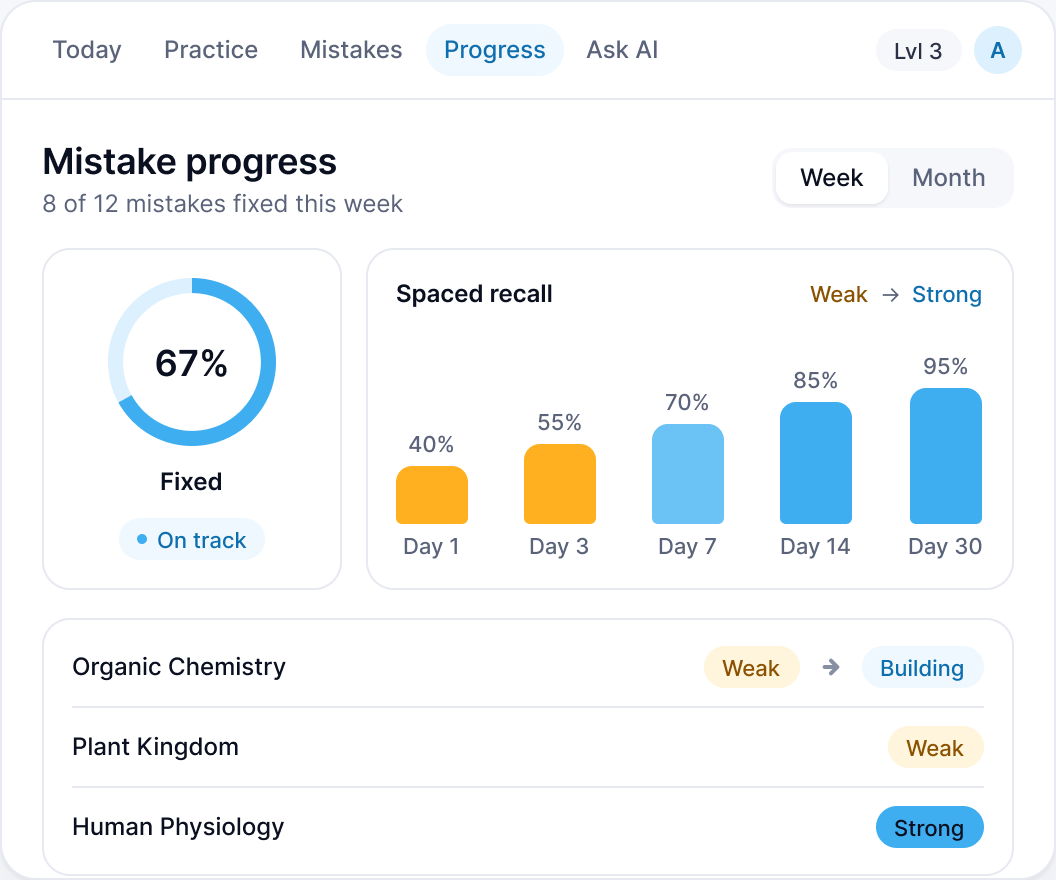 Today Practice Mistakes Progress Ask AI Lvl 3 A
Mistake progress
8 of 12 mistakes fixed this week
Week Month
67%
Fixed
On track
Spaced recall
Weak → Strong
40% 55% 70% 85% 95%
Day 1 Day 3 Day 7 Day 14 Day 30
Organic Chemistry Weak → Building
Plant Kingdom Weak
Human Physiology Strong